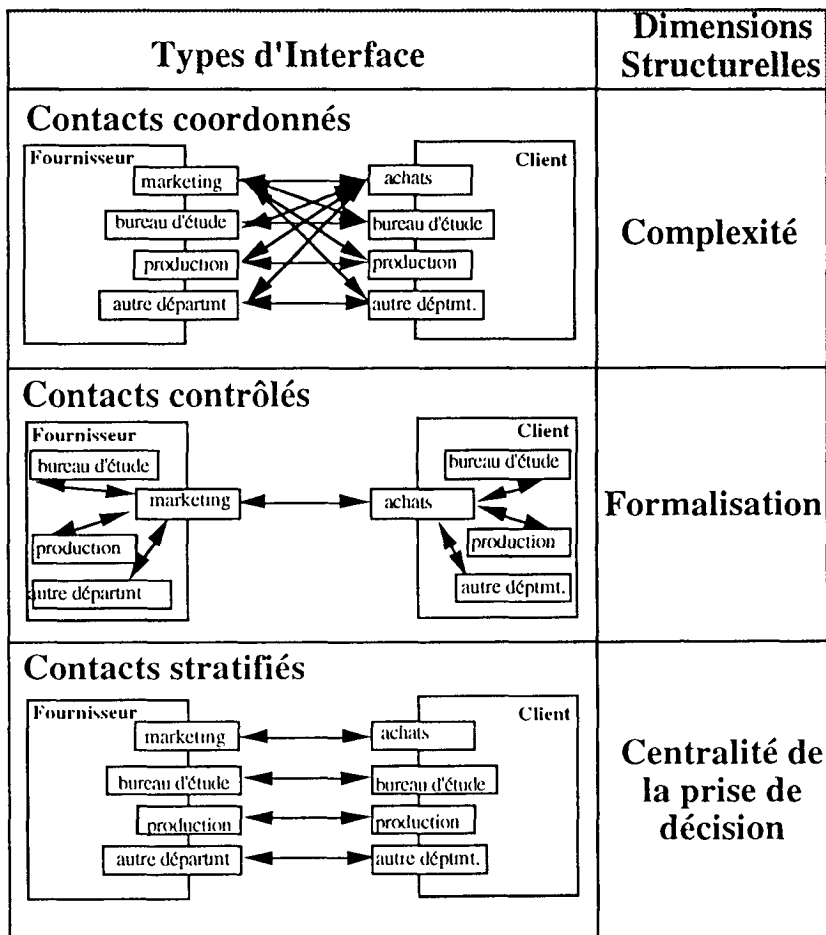 Types d'Interface
Dimensions
Structurelles
Contacts coordonnés
Fournisseur
Client
marketing
achats
bureau d'étude
bureau d'étude
production
production
autre départmt
autre déptmt.
Complexité
Contacts contrôlés
Fournisseur
Client
bureau d'étude
bureau d'étude
marketing
achats
production
production
autre départmt
autre déptmt.
Formalisation
Contacts stratifiés
Fournisseur
Client
marketing
achats
bureau d'étude
bureau d'étude
production
production
autre départmt
autre déptmt.
Centralité de
la prise de
décision